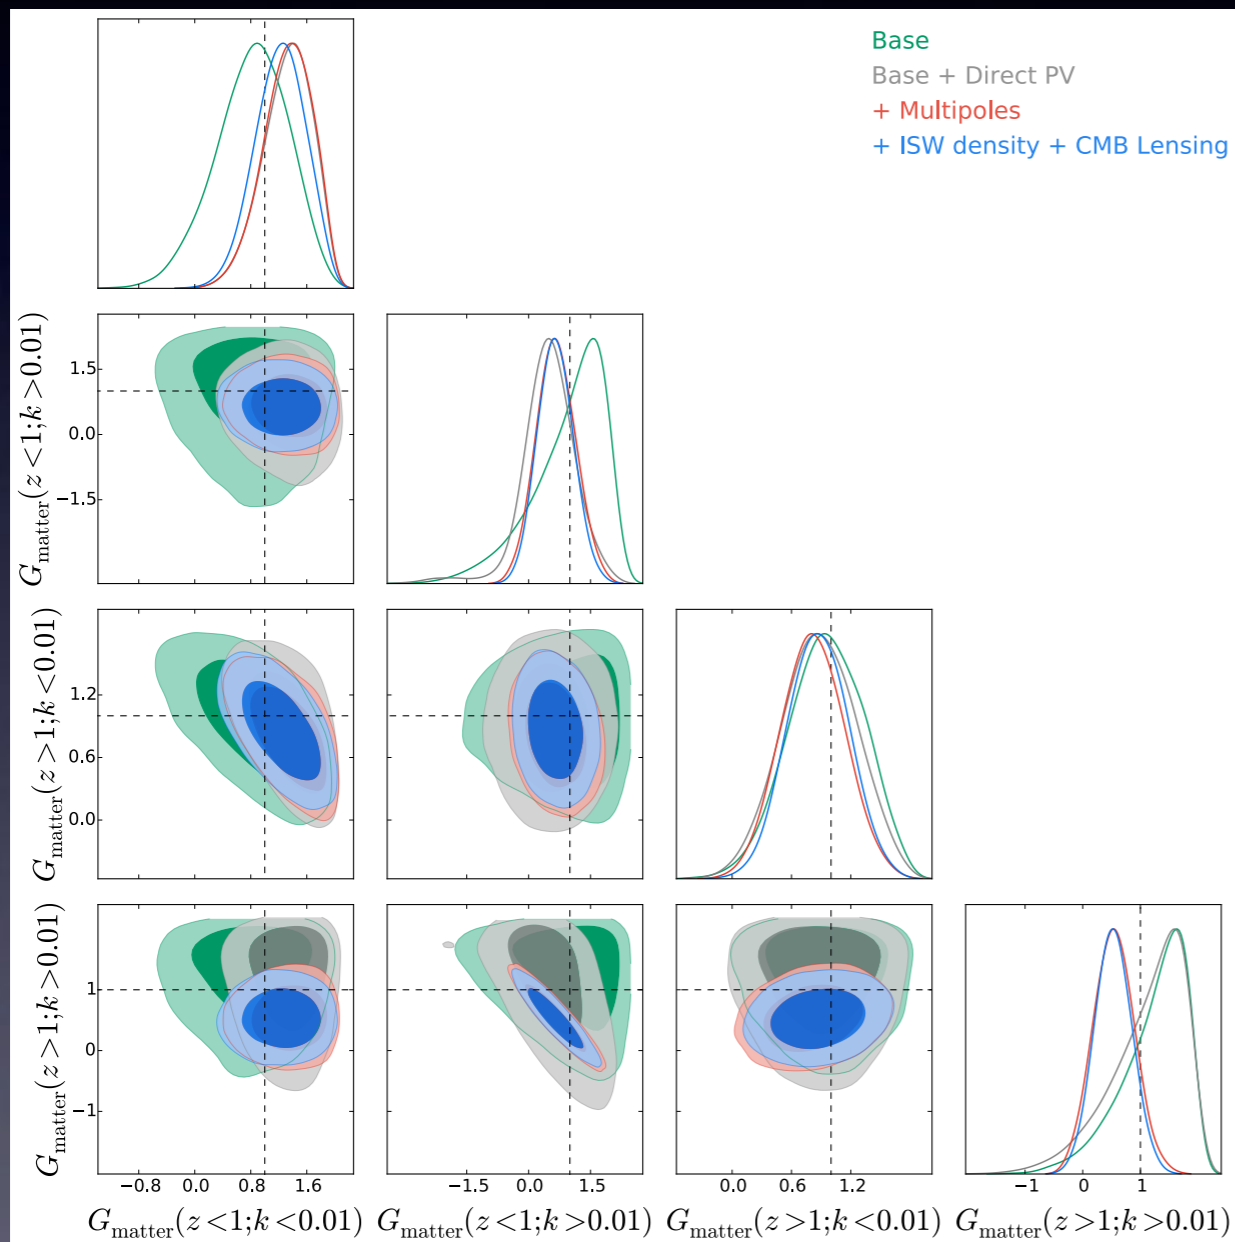 Base
Base + Direct PV
+ Multipoles
+ ISW density + CMB Lensing
G_matter(z<1;k>0.01)
1.5
0.0
−1.5
G_matter(z>1;k<0.01)
1.2
0.6
0.0
G_matter(z>1;k>0.01)
1
0
−1
−0.8 0.0 0.8 1.6
−1.5 0.0 1.5
0.0 0.6 1.2
−1 0 1
G_matter(z<1;k<0.01)
G_matter(z<1;k>0.01)
G_matter(z>1;k<0.01)
G_matter(z>1;k>0.01)